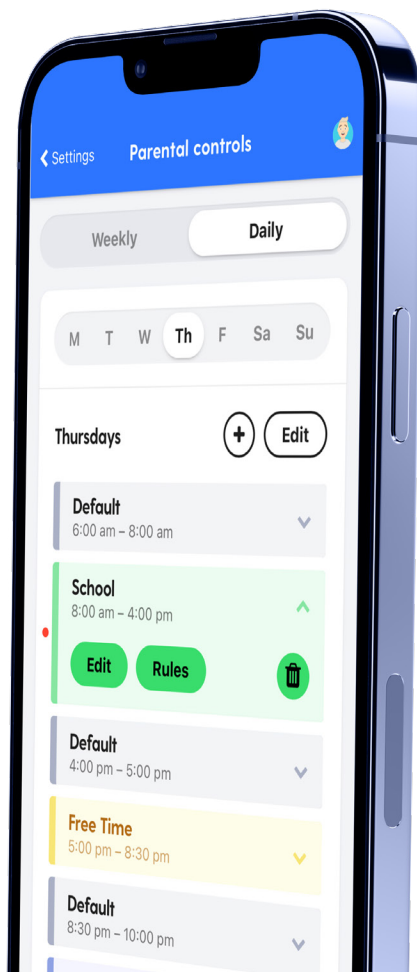 Settings
Parental controls
Weekly
Daily
M T W Th F Sa Su
Thursdays
+ Edit
Default
6:00 am – 8:00 am
School
8:00 am – 4:00 pm
Edit
Rules
Default
4:00 pm – 5:00 pm
Free Time
5:00 pm – 8:30 pm
Default
8:30 pm – 10:00 pm